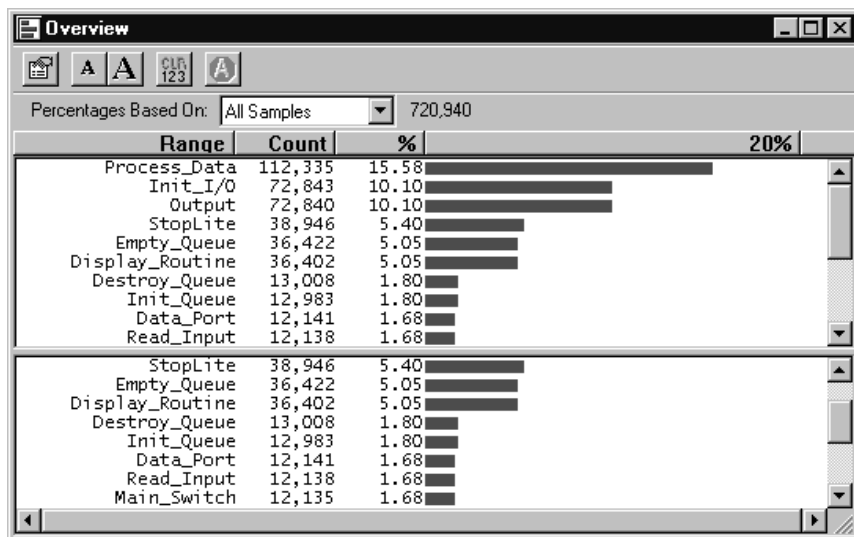 Overview
A A CLR 123 A
Percentages Based On: All Samples 720,940
Range Count % 20%
Process_Data 112,335 15.58
Init_I/O 72,843 10.10
Output 72,840 10.10
StopLite 38,946 5.40
Empty_Queue 36,422 5.05
Display_Routine 36,402 5.05
Destroy_Queue 13,008 1.80
Init_Queue 12,983 1.80
Data_Port 12,141 1.68
Read_Input 12,138 1.68
StopLite 38,946 5.40
Empty_Queue 36,422 5.05
Display_Routine 36,402 5.05
Destroy_Queue 13,008 1.80
Init_Queue 12,983 1.80
Data_Port 12,141 1.68
Read_Input 12,138 1.68
Main_Switch 12,135 1.68